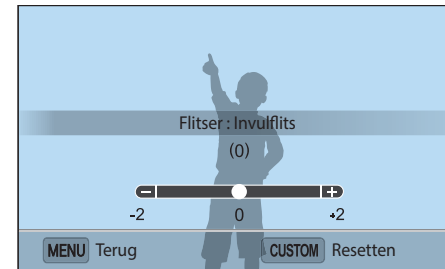 Flitser : Invulflits
(0)
- +
-2 0 +2
MENU Terug CUSTOM Resetten